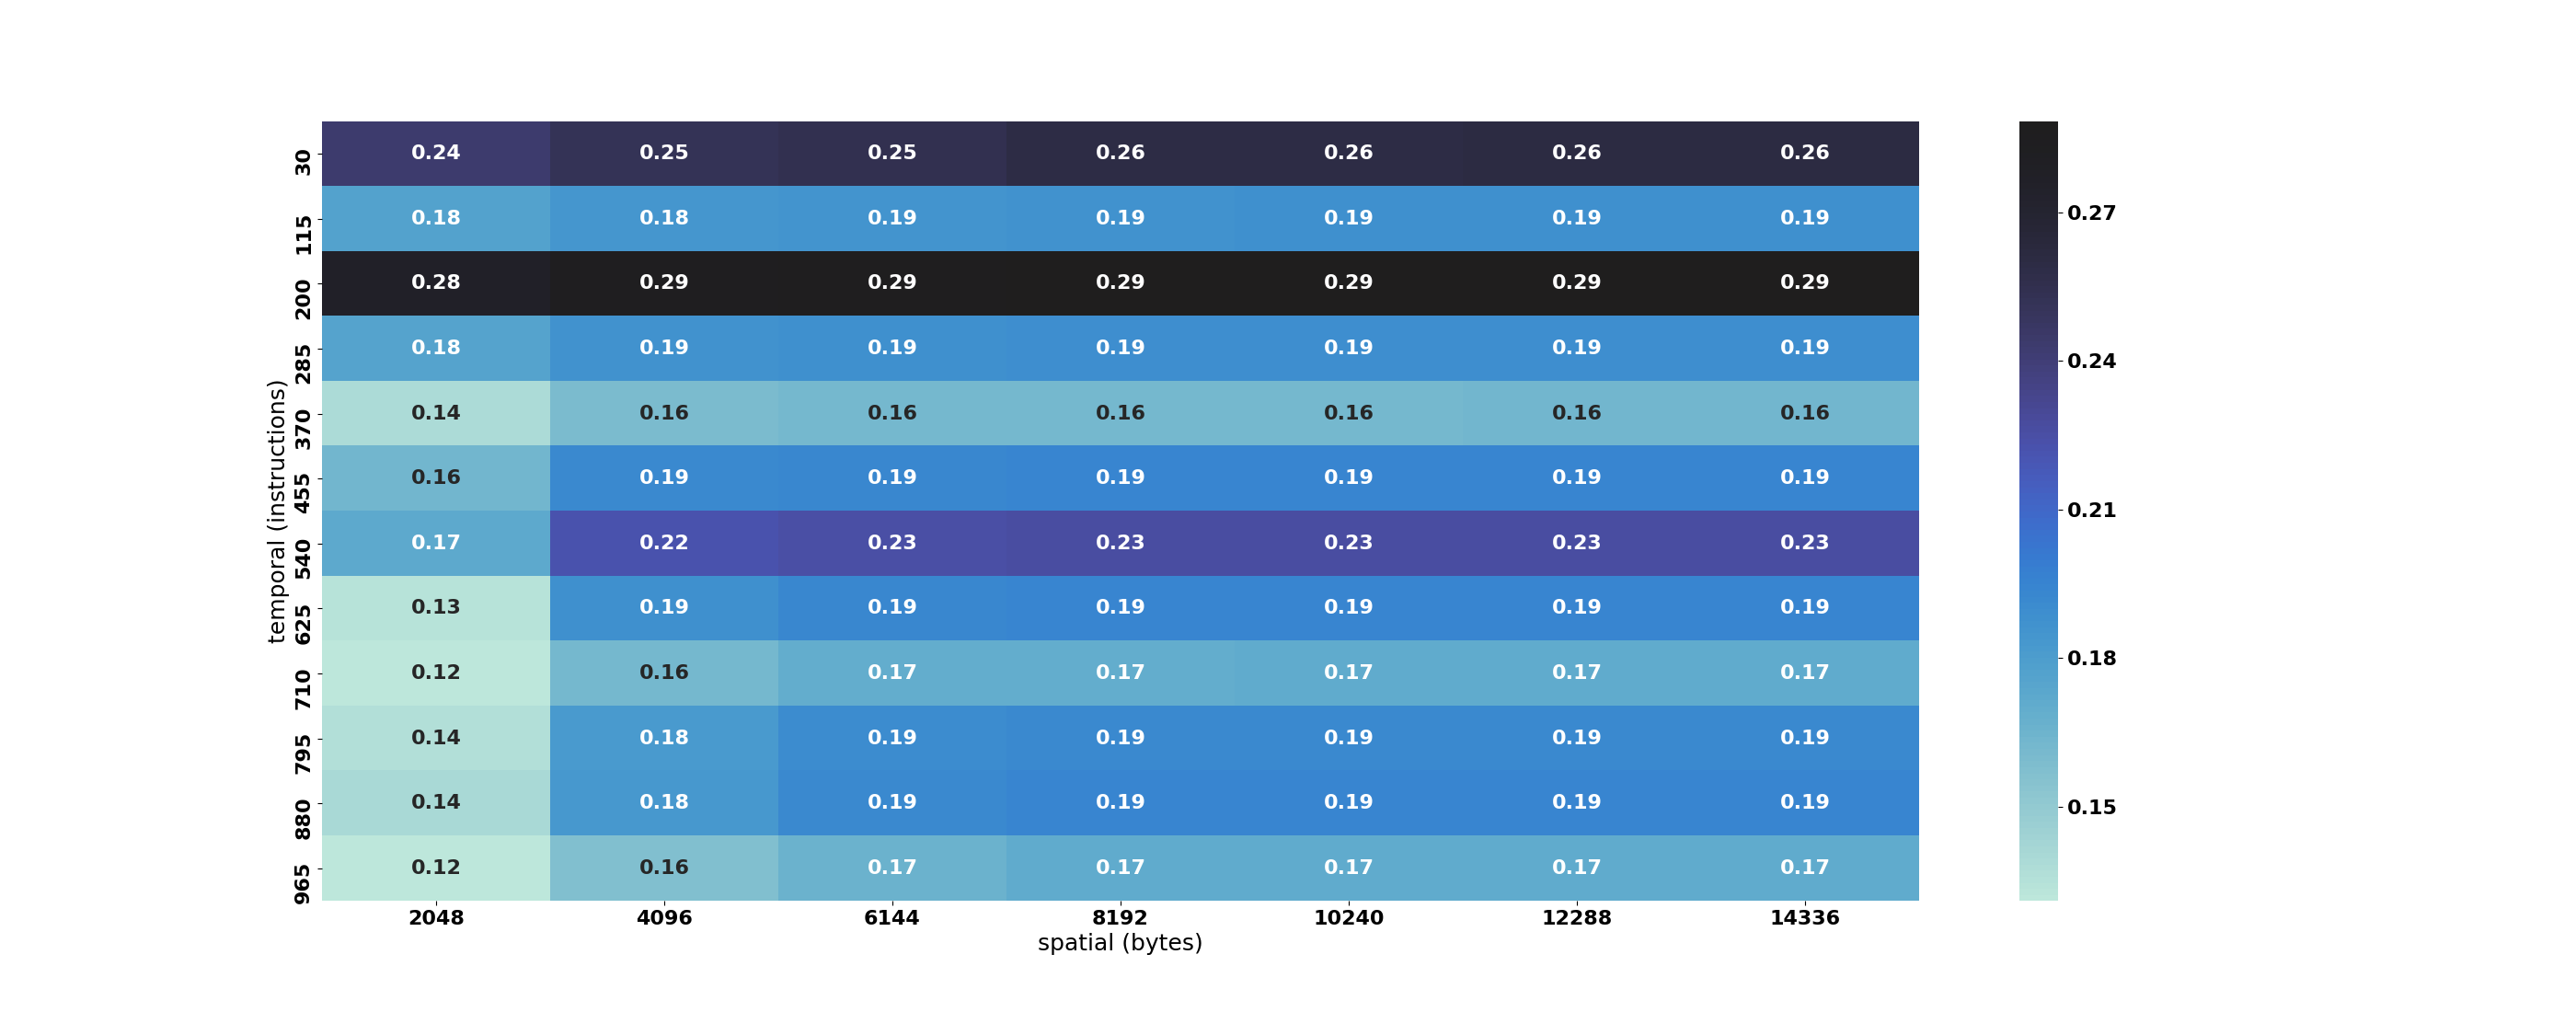 30 0.24 0.25 0.25 0.26 0.26 0.26 0.26
115 0.18 0.18 0.19 0.19 0.19 0.19 0.19
200 0.28 0.29 0.29 0.29 0.29 0.29 0.29
285 0.18 0.19 0.19 0.19 0.19 0.19 0.19
370 0.14 0.16 0.16 0.16 0.16 0.16 0.16
455 0.16 0.19 0.19 0.19 0.19 0.19 0.19
540 0.17 0.22 0.23 0.23 0.23 0.23 0.23
625 0.13 0.19 0.19 0.19 0.19 0.19 0.19
710 0.12 0.16 0.17 0.17 0.17 0.17 0.17
795 0.14 0.18 0.19 0.19 0.19 0.19 0.19
880 0.14 0.18 0.19 0.19 0.19 0.19 0.19
965 0.12 0.16 0.17 0.17 0.17 0.17 0.17
2048 4096 6144 8192 10240 12288 14336
spatial (bytes)
temporal (instructions)
0.27
0.24
0.21
0.18
0.15